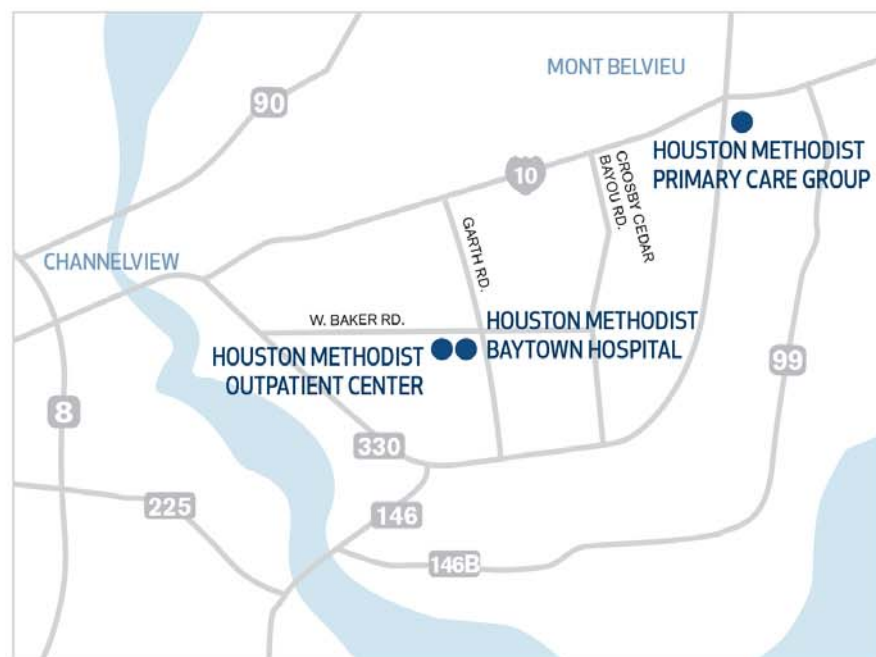 MONT BELVIEU
90
HOUSTON METHODIST
PRIMARY CARE GROUP
10
CROSBY CEDAR
BAYOU RD.
GARTH RD.
CHANNELVIEW
W. BAKER RD.
HOUSTON METHODIST
BAYTOWN HOSPITAL
HOUSTON METHODIST
OUTPATIENT CENTER
99
8
330
225
146
146B